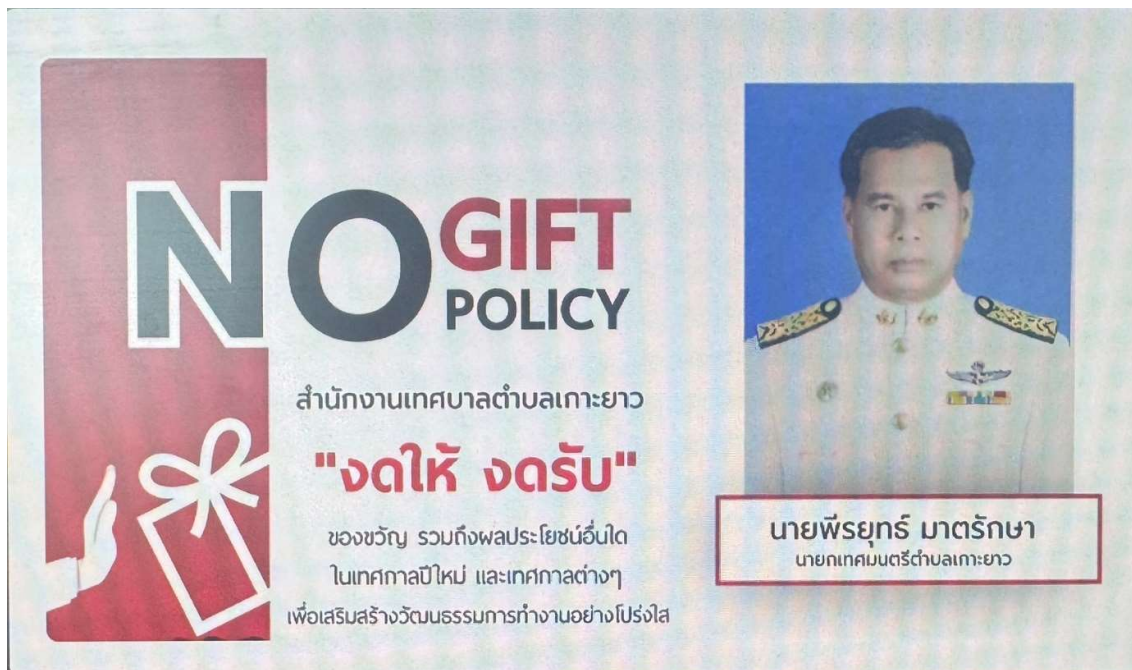 NO GIFT
POLICY
สำนักงานเทศบาลตำบลเกาะยาว
"งดให้ งดรับ"
ของขวัญ รวมถึงผลประโยชน์อื่นใด
ในเทศกาลปีใหม่ และเทศกาลต่างๆ
เพื่อเสริมสร้างวัฒนธรรมการทำงานอย่างโปร่งใส
นายพีรยุทธ์ มาตรักษา
นายกเทศมนตรีตำบลเกาะยาว